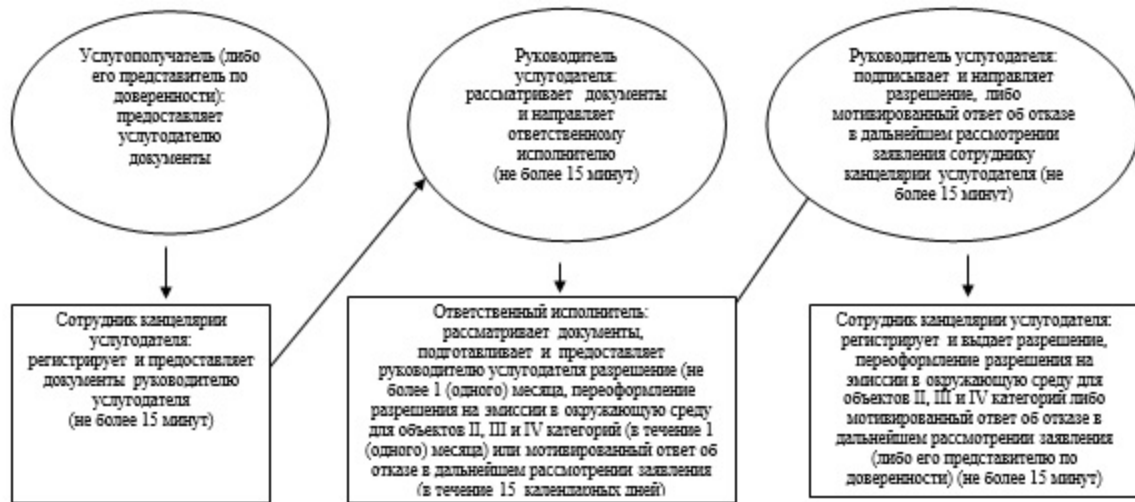 Услугополучатель (либо
его представитель по
доверенности):
предоставляет
услугодателю
документы
Сотрудник канцелярии
услугодателя:
регистрирует и предоставляет
документы руководителю
услугодателя
(не более 15 минут)
Руководитель
услугодателя:
рассматривает документы
и направляет
ответственному
исполнителю
(не более 15 минут)
Ответственный исполнитель:
рассматривает документы,
подготавливает и предоставляет
руководителю услугодателя разрешение (не
более 1 (одного) месяца, переоформление
разрешения на эмиссии в окружающую среду
для объектов II, III и IV категорий (в течение 1
(одного) месяца) или мотивированный ответ об
отказе в дальнейшем рассмотрении заявления
(в течение 15 календарных дней)
Руководитель услугодателя:
подписывает и направляет
разрешение, либо
мотивированный ответ об отказе
в дальнейшем рассмотрении
заявления сотруднику
канцелярии услугодателя (не
более 15 минут)
Сотрудник канцелярии услугодателя:
регистрирует и выдает разрешение,
переоформление разрешения на
эмиссии в окружающую среду для
объектов II, III и IV категорий либо
мотивированный ответ об отказе в
дальнейшем рассмотрении заявления
(либо его представителю по
доверенности) (не более 15 минут)